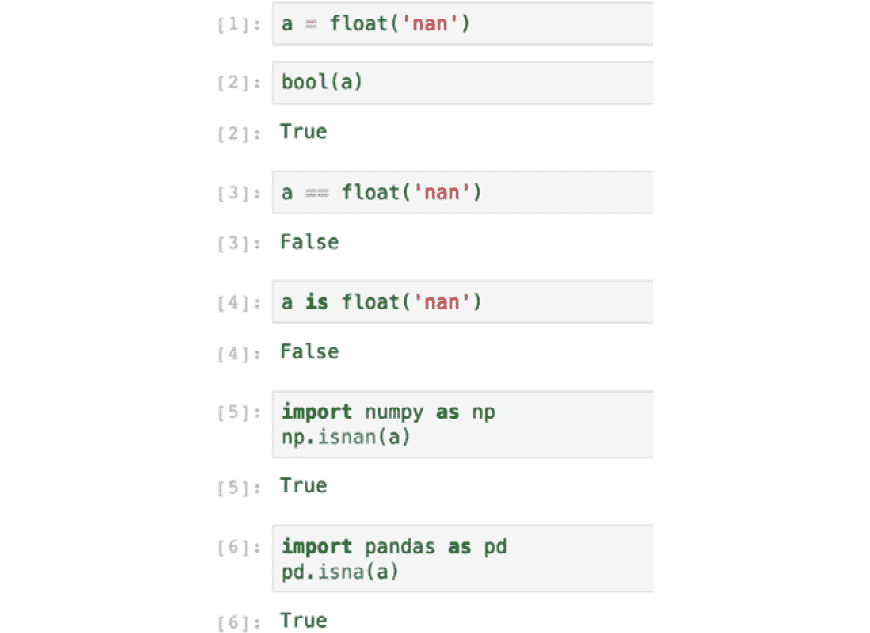 [1]: a = float('nan')
[2]: bool(a)
[2]: True
[3]: a == float('nan')
[3]: False
[4]: a is float('nan')
[4]: False
[5]: import numpy as np
np.isnan(a)
[5]: True
[6]: import pandas as pd
pd.isna(a)
[6]: True